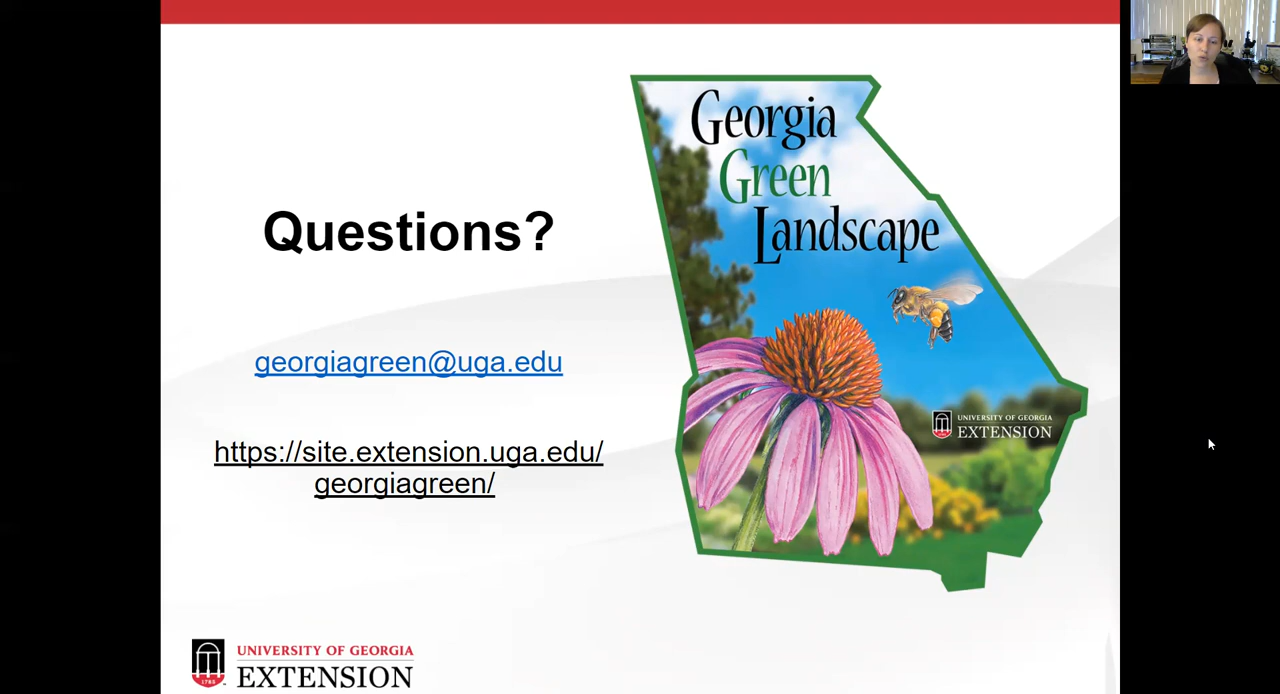 Questions?
georgiagreen@uga.edu
https://site.extension.uga.edu/
georgiagreen/
Georgia
Green
Landscape
UNIVERSITY OF GEORGIA
EXTENSION
1785
UNIVERSITY OF GEORGIA
EXTENSION